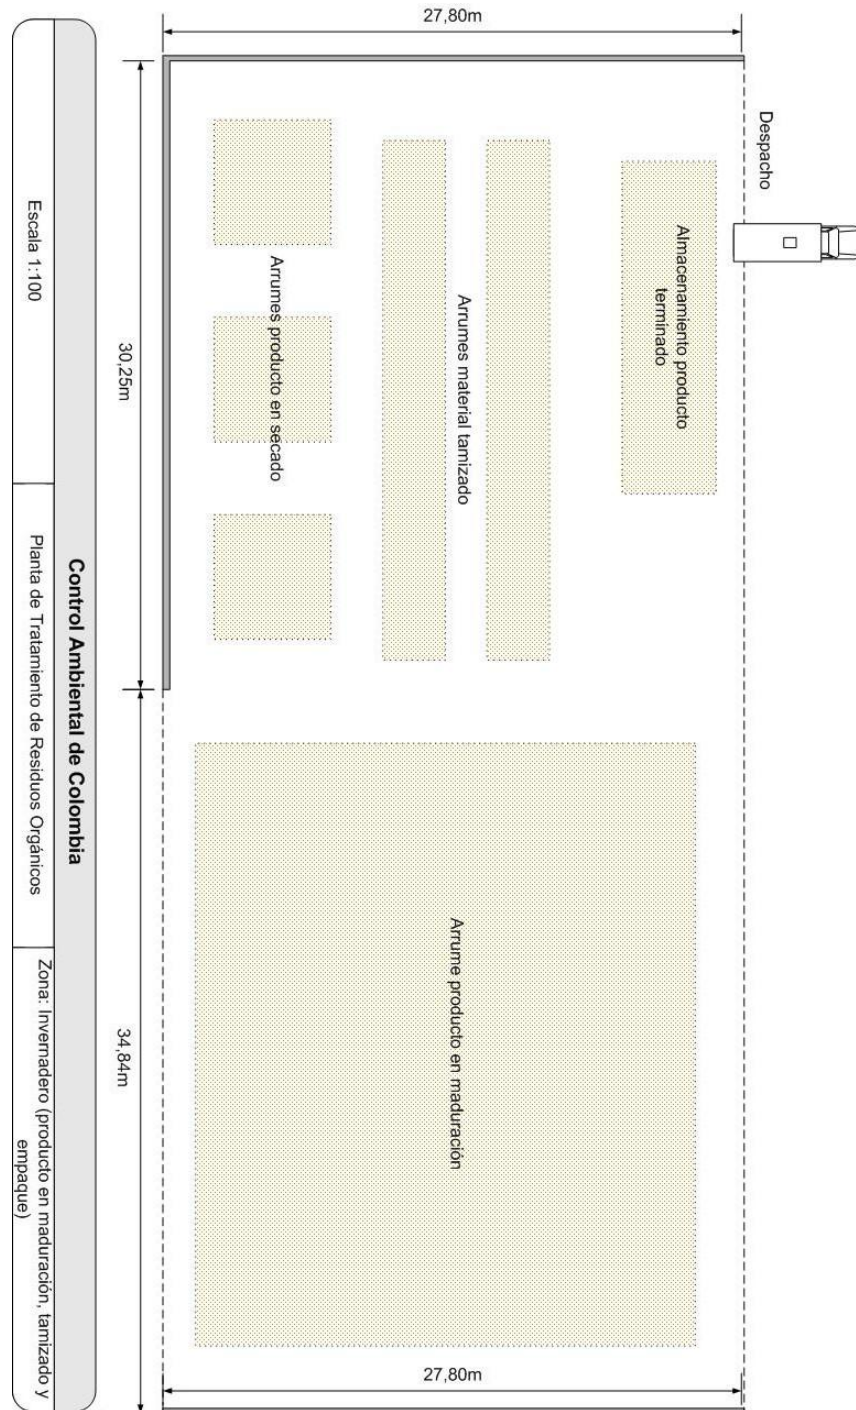 27,80m
Despacho
Almacenamiento producto
terminado
Arrumes material tamizado
Arrumes producto en secado
30,25m
Arrume producto en maduración
34,84m
27,80m
Control Ambiental de Colombia
Escala 1:100
Planta de Tratamiento de Residuos Orgánicos
Zona: Invernadero (producto en maduración, tamizado y
empaque)